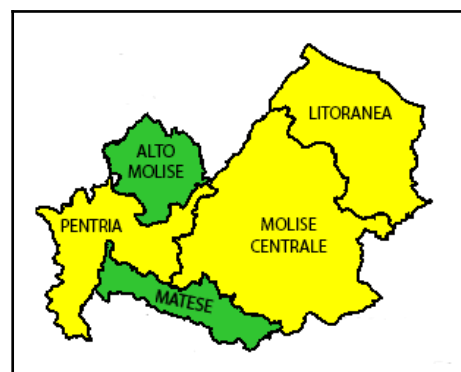 LITORANEA
ALTO
MOLISE
PENTRIA
MOLISE
CENTRALE
MATESE